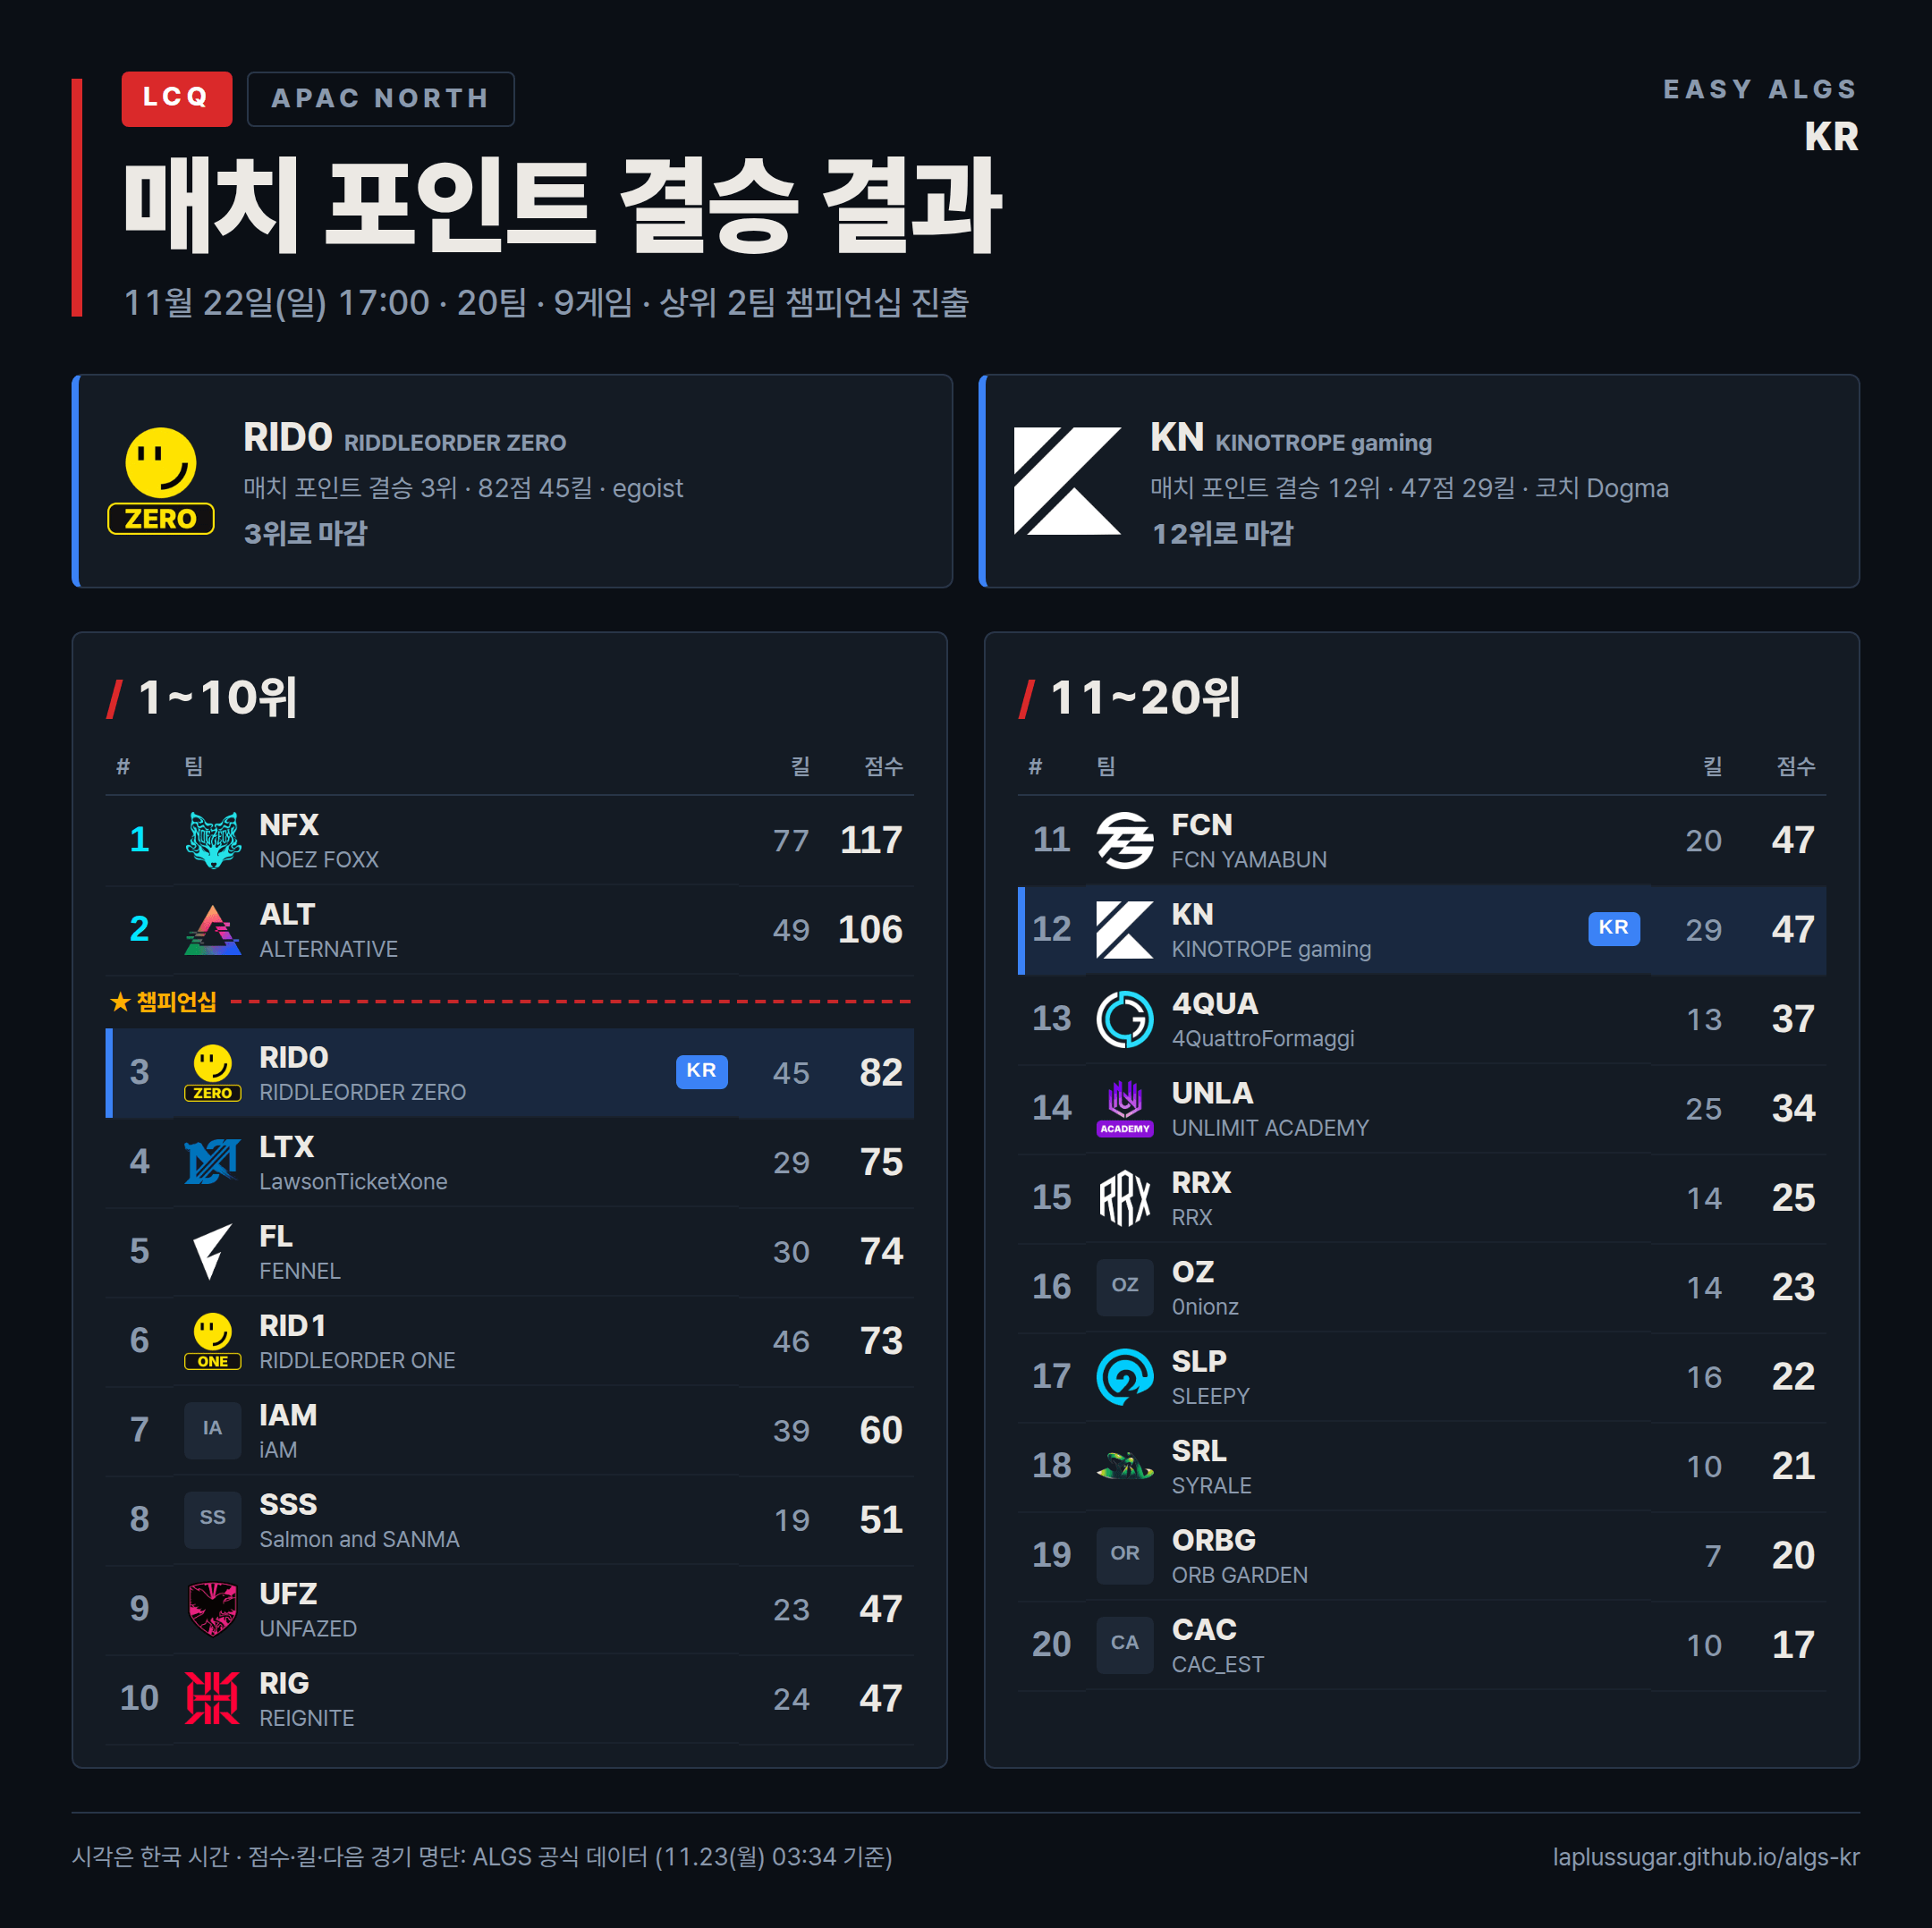 LCQ APAC NORTH
EASY ALGS
KR
매치 포인트 결승 결과
11월 22일(일) 17:00 · 20팀 · 9게임 · 상위 2팀 챔피언십 진출
ZERO
RID0 RIDDLEORDER ZERO
매치 포인트 결승 3위 · 82점 45킬 · egoist
3위로 마감
KN KINOTROPE gaming
매치 포인트 결승 12위 · 47점 29킬 · 코치 Dogma
12위로 마감
/ 1~10위
# 팀 킬 점수
1 NFX 77 117
NOEZ FOXX
2 ALT 49 106
ALTERNATIVE
★ 챔피언십
3 ZERO RID0 KR 45 82
RIDDLEORDER ZERO
4 LTX 29 75
LawsonTicketXone
5 FL 30 74
FENNEL
6 ONE RID1 46 73
RIDDLEORDER ONE
7 IA IAM 39 60
iAM
8 SS SSS 19 51
Salmon and SANMA
9 UFZ 23 47
UNFAZED
10 RIG 24 47
REIGNITE
/ 11~20위
# 팀 킬 점수
11 FCN 20 47
FCN YAMABUN
12 KN KR 29 47
KINOTROPE gaming
13 4QUA 13 37
4QuattroFormaggi
14 ACADEMY UNLA 25 34
UNLIMIT ACADEMY
15 RRX RRX 14 25
RRX
16 OZ OZ 14 23
0nionz
17 SLP 16 22
SLEEPY
18 SRL 10 21
SYRALE
19 OR ORBG 7 20
ORB GARDEN
20 CA CAC 10 17
CAC_EST
시각은 한국 시간 · 점수·킬·다음 경기 명단: ALGS 공식 데이터 (11.23(월) 03:34 기준)
laplussugar.github.io/algs-kr